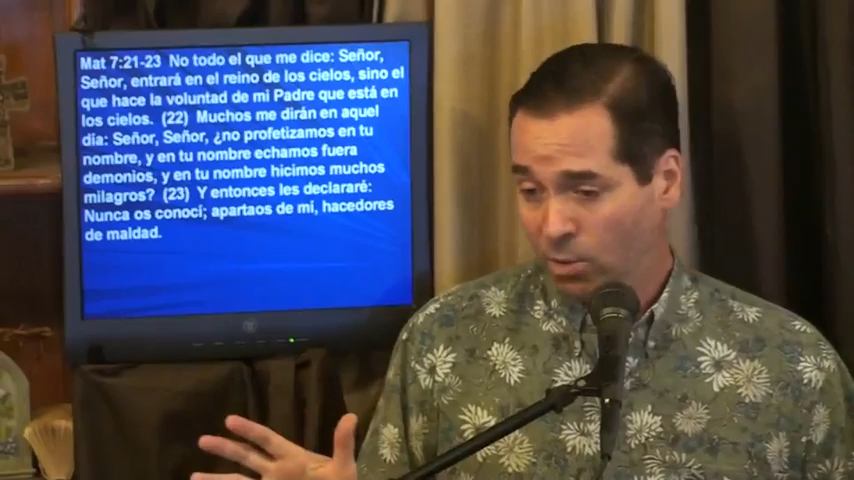 Mat 7:21-23 No todo el que me dice: Señor,
Señor, entrará en el reino de los cielos, sino el
que hace la voluntad de mi Padre que está en
los cielos. (22) Muchos me dirán en aquel
día: Señor, Señor, ¿no profetizamos en tu
nombre, y en tu nombre echamos fuera
demonios, y en tu nombre hicimos muchos
milagros? (23) Y entonces les declararé:
Nunca os conocí; apartaos de mi, hacedores
de maldad.